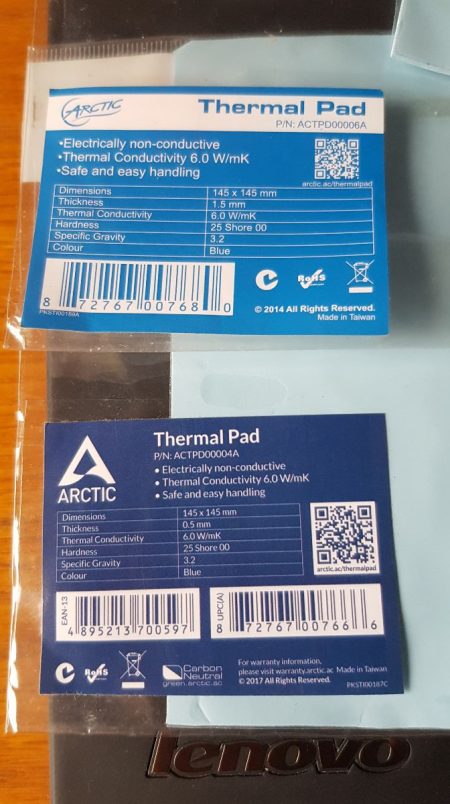 ARCTIC
Thermal Pad
P/N: ACTPD00006A
•Electrically non-conductive
•Thermal Conductivity 6.0 W/mK
•Safe and easy handling
arctic.ac/thermalpad
Dimensions 145 x 145 mm
Thickness 1.5 mm
Thermal Conductivity 6.0 W/mK
Hardness 25 Shore 00
Specific Gravity 3.2
Colour Blue
8 72767 00768 0
PKSTI00189A
RoHS
© 2014 All Rights Reserved.
Made in Taiwan
ARCTIC
Thermal Pad
P/N: ACTPD00004A
• Electrically non-conductive
• Thermal Conductivity 6.0 W/mK
• Safe and easy handling
Dimensions 145 x 145 mm
Thickness 0.5 mm
Thermal Conductivity 6.0 W/mK
Hardness 25 Shore 00
Specific Gravity 3.2
Colour Blue
arctic.ac/thermalpad
EAN-13
4 895213 700597
UPC(A)
8 72767 00766 6
RoHS
Carbon
Neutral
green.arctic.ac
For warranty information,
please visit warranty.arctic.ac Made in Taiwan
© 2017 All Rights Reserved.
PKSTI00187C
lenovo